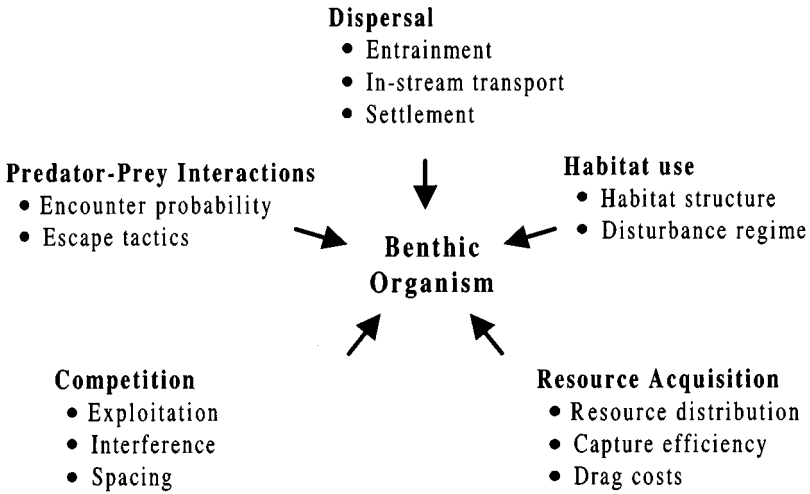 Dispersal
• Entrainment
• In-stream transport
• Settlement
Predator-Prey Interactions
• Encounter probability
• Escape tactics
Habitat use
• Habitat structure
• Disturbance regime
Benthic
Organism
Competition
• Exploitation
• Interference
• Spacing
Resource Acquisition
• Resource distribution
• Capture efficiency
• Drag costs